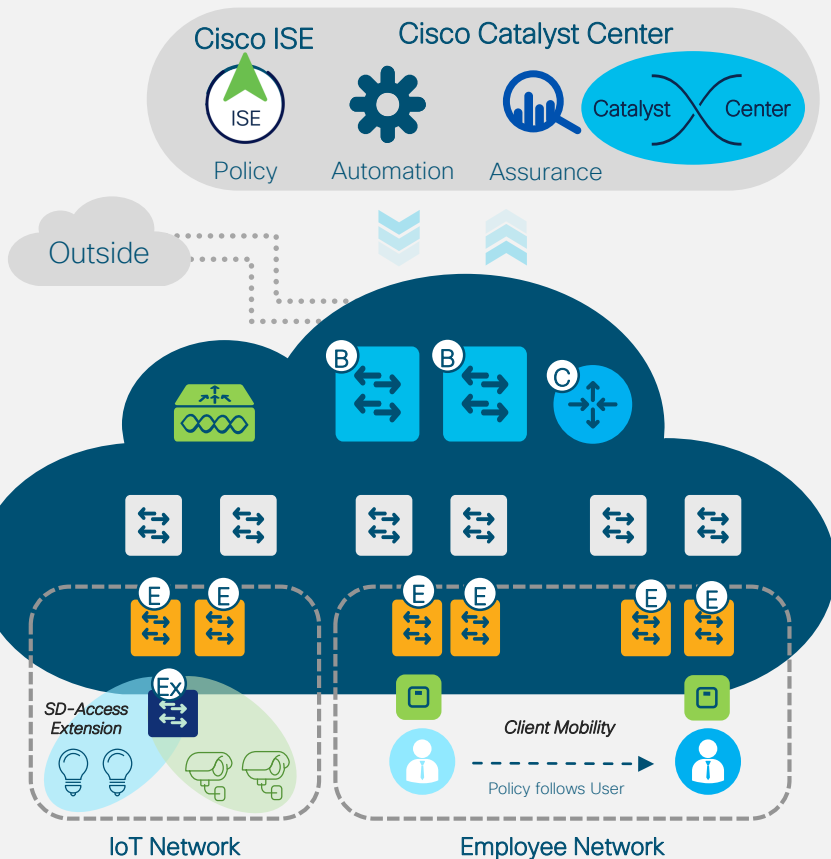 Cisco ISE
Cisco Catalyst Center
ISE
Catalyst Center
Policy
Automation
Assurance
Outside
B
B
C
E
E
E
E
E
E
Ex
SD-Access
Extension
Client Mobility
Policy follows User
IoT Network
Employee Network